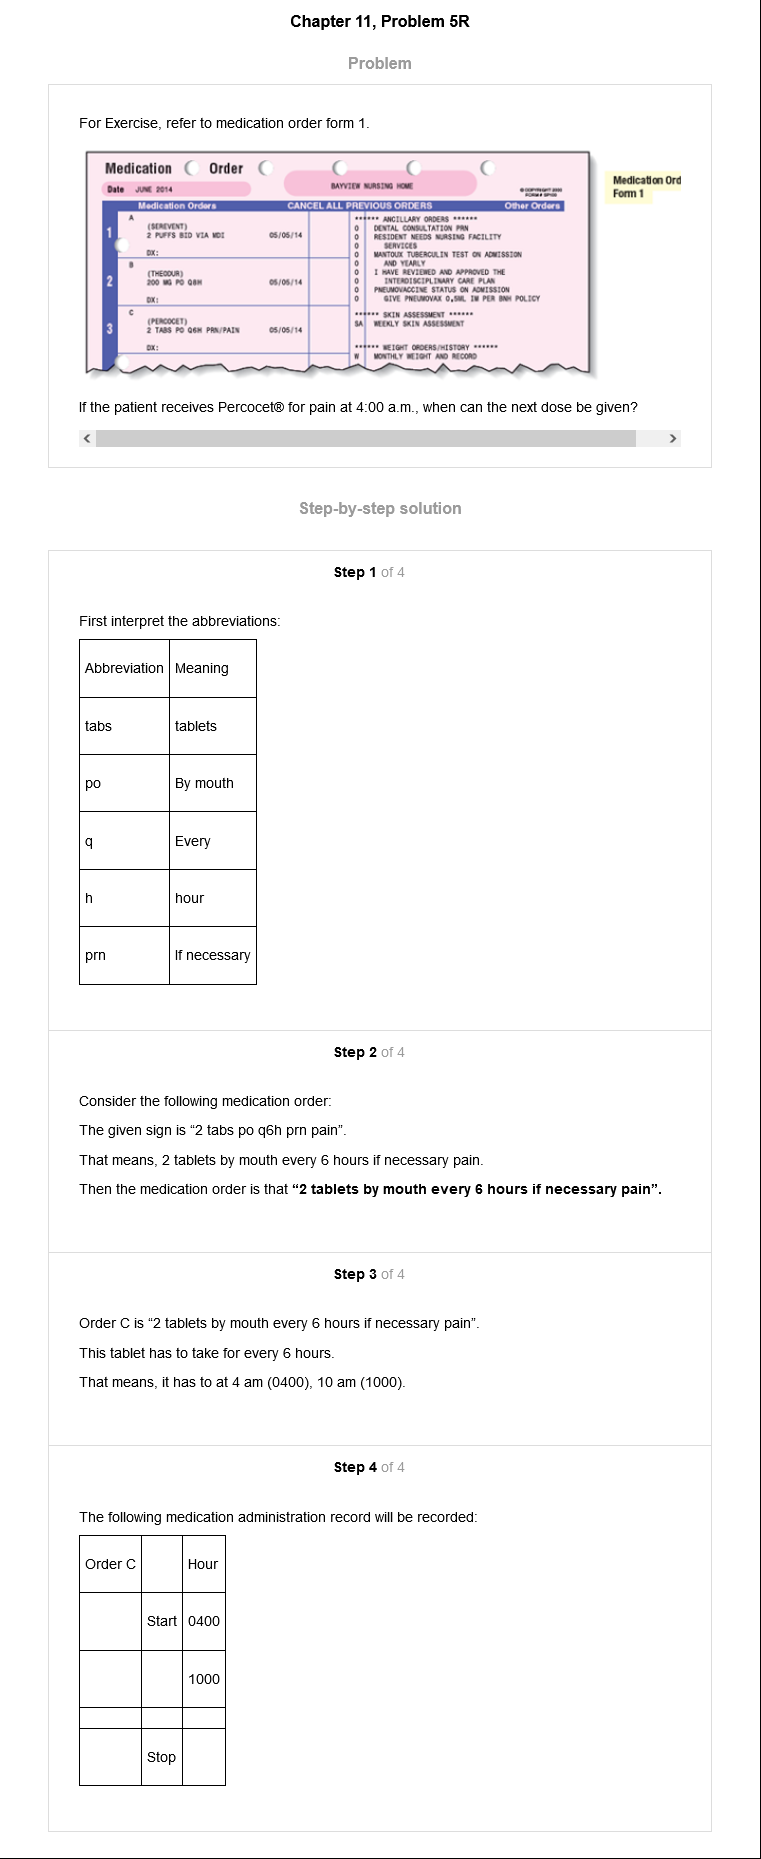 Chapter 11, Problem 5R
Problem
For Exercise, refer to medication order form 1.
Medication Order
Date JUNE 2014
BAYVIEW NURSING HOME
Medication Ord
Form 1
Medication Orders CANCEL ALL PREVIOUS ORDERS Other Orders
1
A
(SEREVENT)
2 PUFFS BID VIA MDI 05/05/14
DX:
2
B
(THEODUR)
200 MG PO Q8H 05/05/14
DX:
3
C
(PERCOCET)
2 TABS PO Q6H PRN/PAIN 05/05/14
DX:
****** ANCILLARY ORDERS ******
O DENTAL CONSULTATION PRN
O RESIDENT NEEDS NURSING FACILITY
O SERVICES
O MANTOUX TUBERCULIN TEST ON ADMISSION
O AND YEARLY
O I HAVE REVIEWED AND APPROVED THE
O INTERDISCIPLINARY CARE PLAN
O PNEUMOVACCINE STATUS ON ADMISSION
O GIVE PNEUMOVAX 0,5ML IM PER BNH POLICY
****** SKIN ASSESSMENT ******
SA WEEKLY SKIN ASSESSMENT
****** WEIGHT ORDERS/HISTORY ******
W MONTHLY WEIGHT AND RECORD
If the patient receives Percocet® for pain at 4:00 a.m., when can the next dose be given?
Step-by-step solution
Step 1 of 4
First interpret the abbreviations:
Abbreviation Meaning
tabs tablets
po By mouth
q Every
h hour
prn If necessary
Step 2 of 4
Consider the following medication order:
The given sign is “2 tabs po q6h prn pain”.
That means, 2 tablets by mouth every 6 hours if necessary pain.
Then the medication order is that “2 tablets by mouth every 6 hours if necessary pain”.
Step 3 of 4
Order C is “2 tablets by mouth every 6 hours if necessary pain”.
This tablet has to take for every 6 hours.
That means, it has to at 4 am (0400), 10 am (1000).
Step 4 of 4
The following medication administration record will be recorded:
Order C Hour
Start 0400
1000
Stop